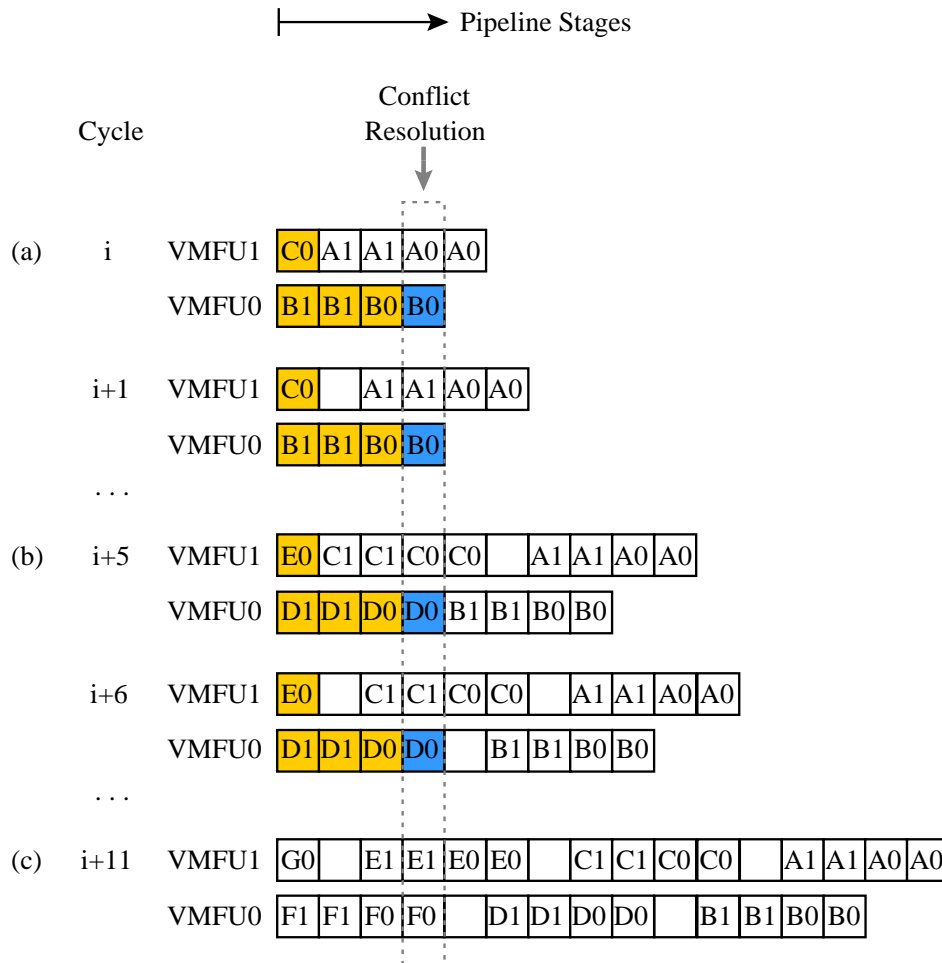 Pipeline Stages
Conflict
Resolution
Cycle
(a) i VMFU1 C0 A1 A1 A0 A0
VMFU0 B1 B1 B0 B0
i+1 VMFU1 C0 A1 A1 A0 A0
VMFU0 B1 B1 B0 B0
. . .
(b) i+5 VMFU1 E0 C1 C1 C0 C0 A1 A1 A0 A0
VMFU0 D1 D1 D0 D0 B1 B1 B0 B0
i+6 VMFU1 E0 C1 C1 C0 C0 A1 A1 A0 A0
VMFU0 D1 D1 D0 D0 B1 B1 B0 B0
. . .
(c) i+11 VMFU1 G0 E1 E1 E0 E0 C1 C1 C0 C0 A1 A1 A0 A0
VMFU0 F1 F1 F0 F0 D1 D1 D0 D0 B1 B1 B0 B0